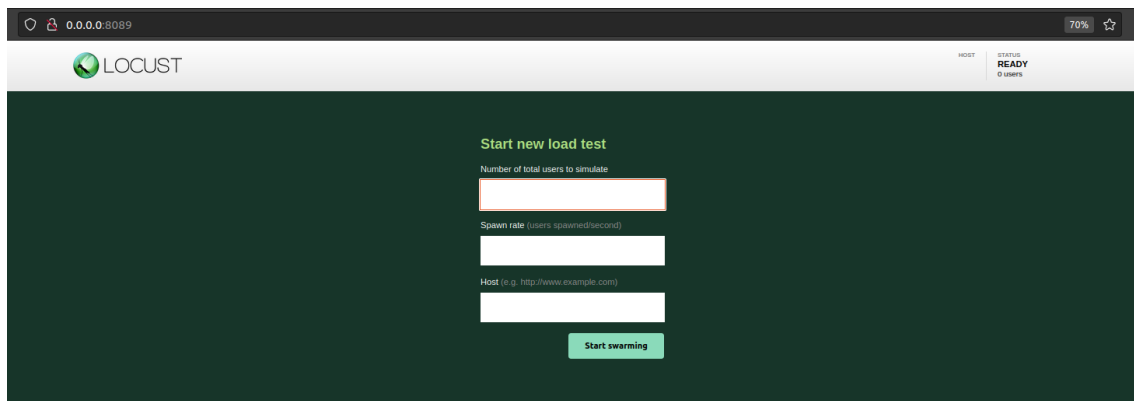 0.0.0.0:8089
70%
LOCUST
HOST
STATUS
READY
0 users
Start new load test
Number of total users to simulate
Spawn rate (users spawned/second)
Host (e.g. http://www.example.com)
Start swarming